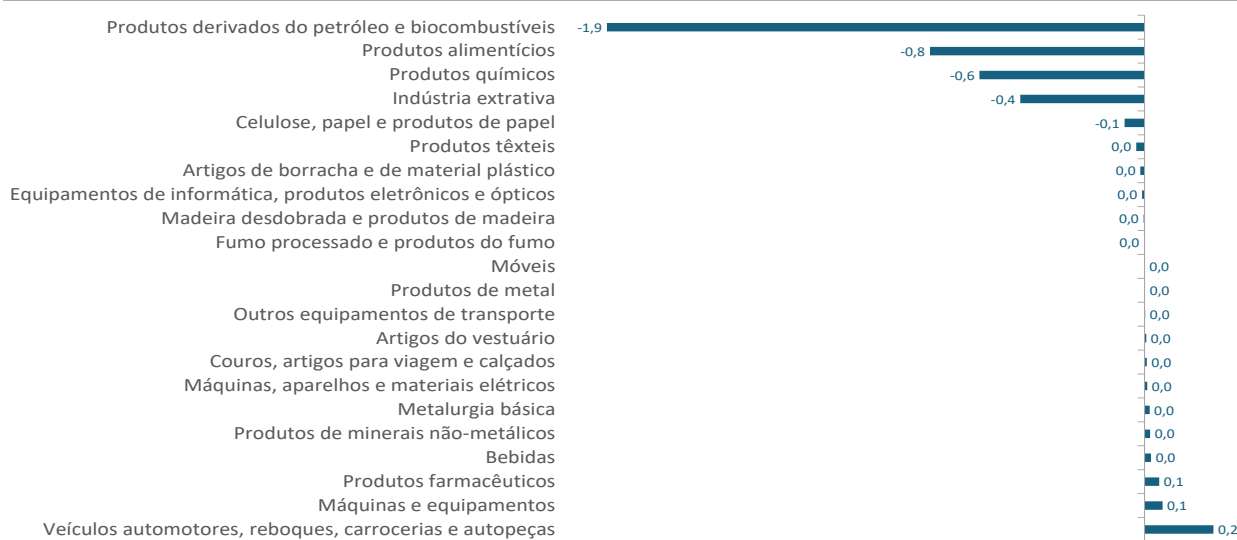 Produtos derivados do petróleo e biocombustíveis -1,9
Produtos alimentícios -0,8
Produtos químicos -0,6
Indústria extrativa -0,4
Celulose, papel e produtos de papel -0,1
Produtos têxteis 0,0
Artigos de borracha e de material plástico 0,0
Equipamentos de informática, produtos eletrônicos e ópticos 0,0
Madeira desdobrada e produtos de madeira 0,0
Fumo processado e produtos do fumo 0,0
Móveis 0,0
Produtos de metal 0,0
Outros equipamentos de transporte 0,0
Artigos do vestuário 0,0
Couros, artigos para viagem e calçados 0,0
Máquinas, aparelhos e materiais elétricos 0,0
Metalurgia básica 0,0
Produtos de minerais não-metálicos 0,0
Bebidas 0,0
Produtos farmacêuticos 0,1
Máquinas e equipamentos 0,1
Veículos automotores, reboques, carrocerias e autopeças 0,2